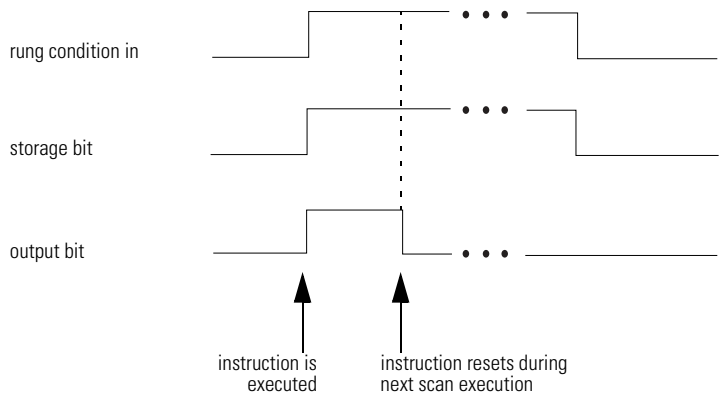 rung condition in
storage bit
output bit
instruction is
executed
instruction resets during
next scan execution